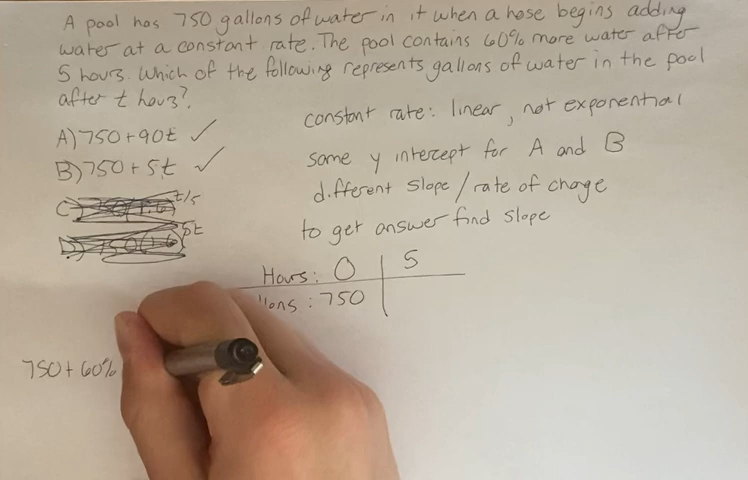 A pool has 750 gallons of water in it when a hose begins adding
water at a constant rate. The pool contains 60% more water after
5 hours. Which of the following represents gallons of water in the pool
after t hours?
A) 750 + 90t ✓
B) 750 + 5t ✓
C) t/5
D) 5t
constant rate: linear, not exponential
same y intercept for A and B
different slope / rate of change
to get answer find slope
Hours: 0 | 5
llons: 750
750 + 60%